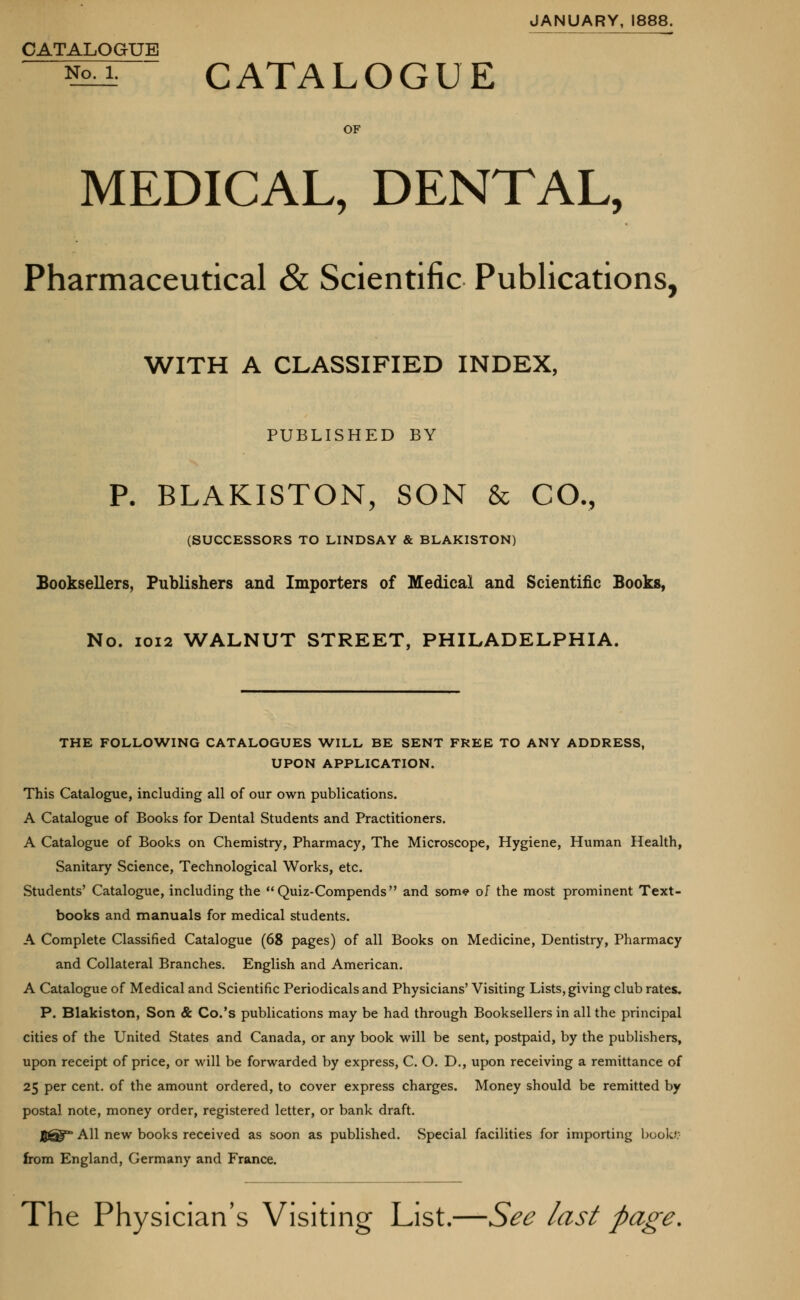 JANUARY, 1888.
CATALOGUE
No. 1.
CATALOGUE
OF
MEDICAL, DENTAL,
Pharmaceutical & Scientific Publications,
WITH A CLASSIFIED INDEX,
PUBLISHED BY
P. BLAKISTON, SON & CO.,
(SUCCESSORS TO LINDSAY & BLAKISTON)
Booksellers, Publishers and Importers of Medical and Scientific Books,
No. 1012 WALNUT STREET, PHILADELPHIA.
THE FOLLOWING CATALOGUES WILL BE SENT FREE TO ANY ADDRESS,
UPON APPLICATION.
This Catalogue, including all of our own publications.
A Catalogue of Books for Dental Students and Practitioners.
A Catalogue of Books on Chemistry, Pharmacy, The Microscope, Hygiene, Human Health,
Sanitary Science, Technological Works, etc.
Students' Catalogue, including the "Quiz-Compends" and some of the most prominent Text-
books and manuals for medical students.
A Complete Classified Catalogue (68 pages) of all Books on Medicine, Dentistry, Pharmacy
and Collateral Branches. English and American.
A Catalogue of Medical and Scientific Periodicals and Physicians' Visiting Lists, giving club rates.
P. Blakiston, Son & Co.'s publications may be had through Booksellers in all the principal
cities of the United States and Canada, or any book will be sent, postpaid, by the publishers,
upon receipt of price, or will be forwarded by express, C. O. D., upon receiving a remittance of
25 per cent. of the amount ordered, to cover express charges. Money should be remitted by
postal note, money order, registered letter, or bank draft.
All new books received as soon as published. Special facilities for importing books
from England, Germany and France.
The Physician's Visiting List.—See last page.